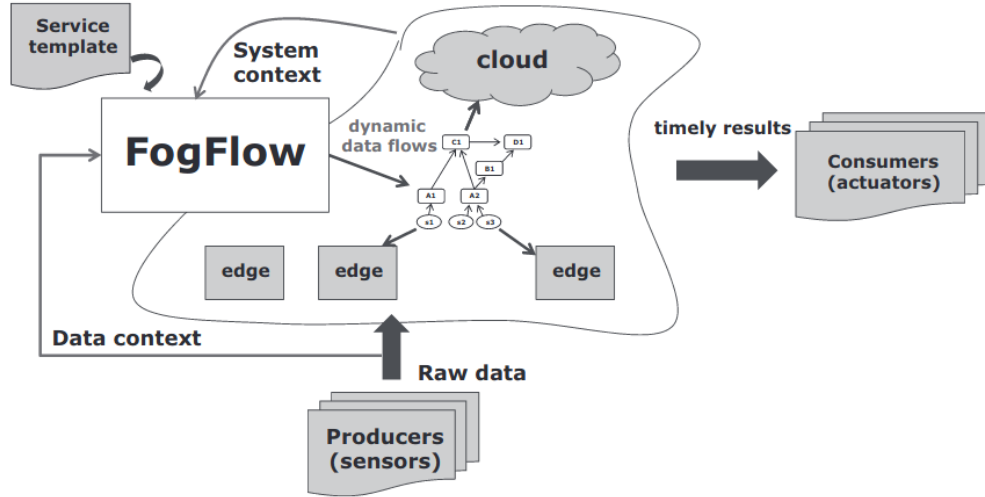 Service
template
System
context
cloud
FogFlow
dynamic
data flows
C1
D1
B1
A1
A2
s1
s2
s3
timely results
Consumers
(actuators)
edge
edge
edge
Data context
Raw data
Producers
(sensors)